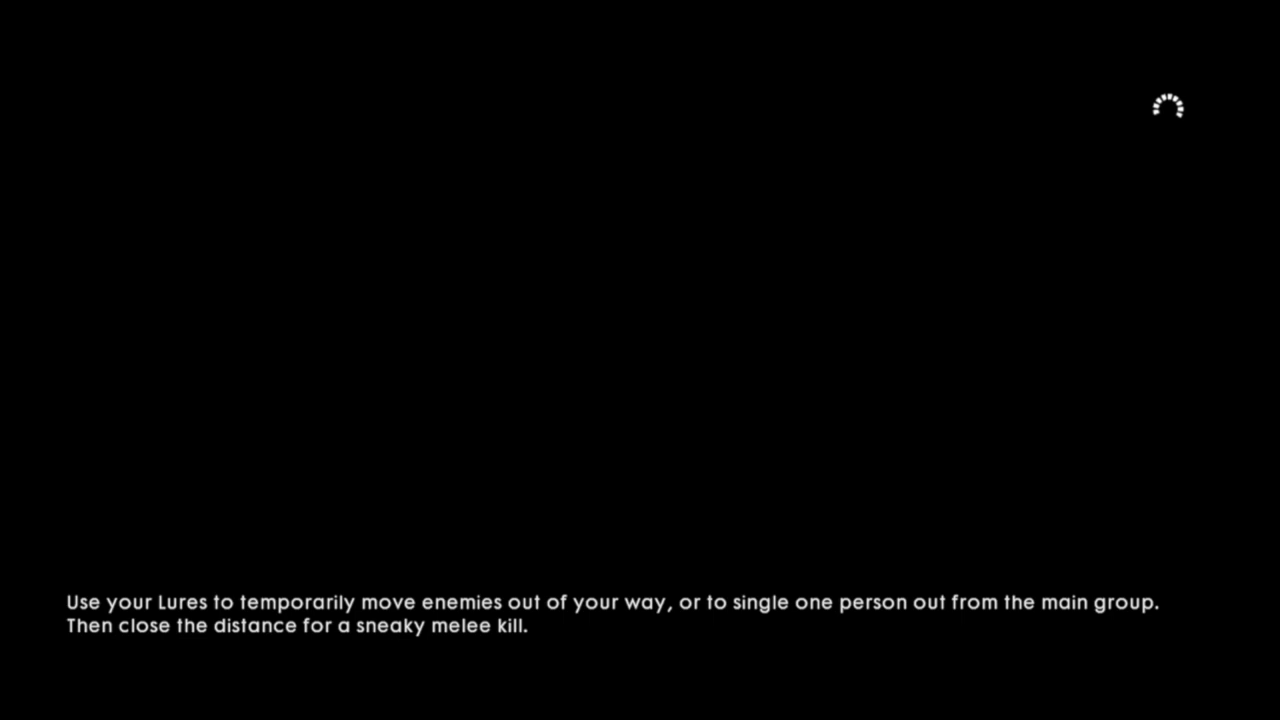 Use your Lures to temporarily move enemies out of your way, or to single one person out from the main group.
Then close the distance for a sneaky melee kill.